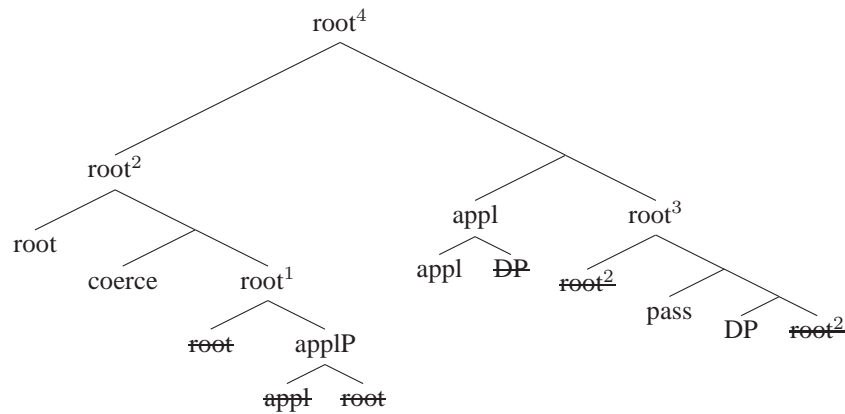 root⁴
root²
appl root³
root
coerce root¹
appl DP root²
pass
root applP
DP root²
appl root